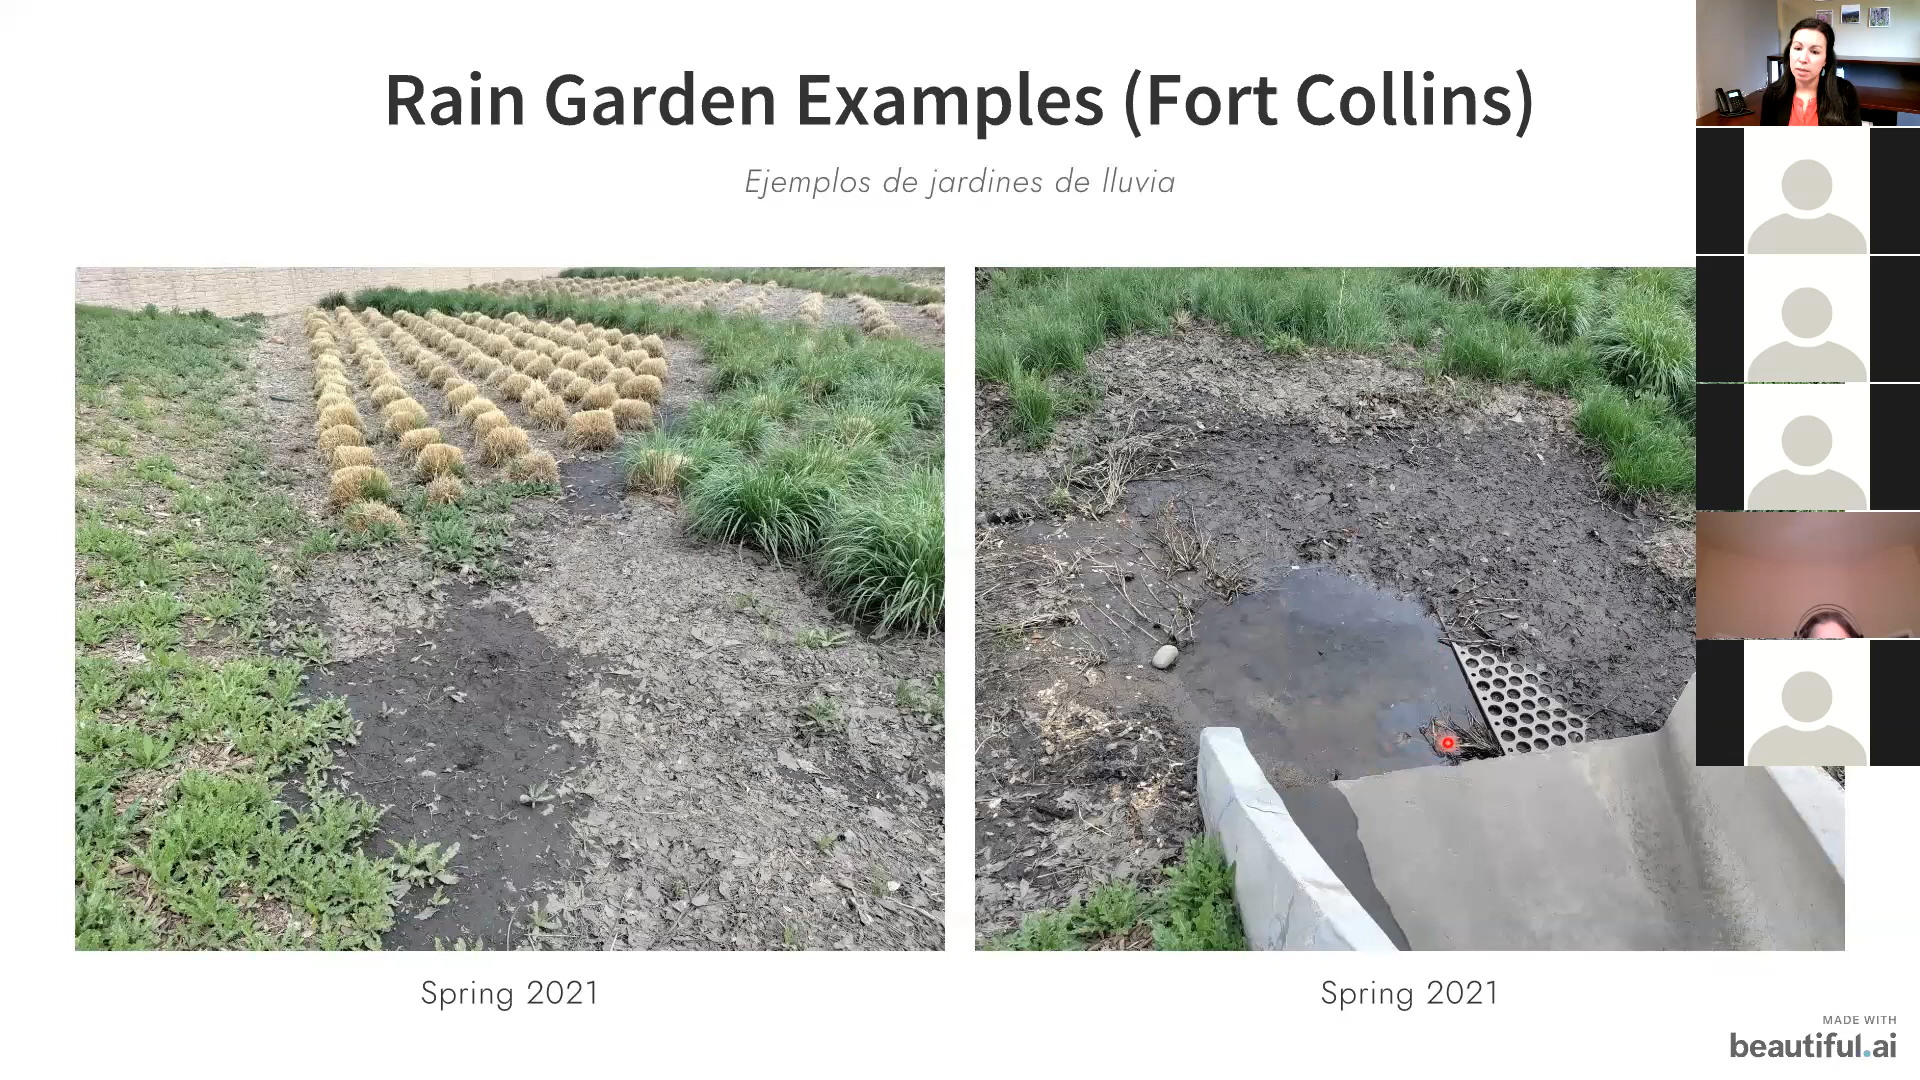 Rain Garden Examples (Fort Collins)
Ejemplos de jardines de lluvia
Spring 2021
Spring 2021
MADE WITH
beautiful.ai